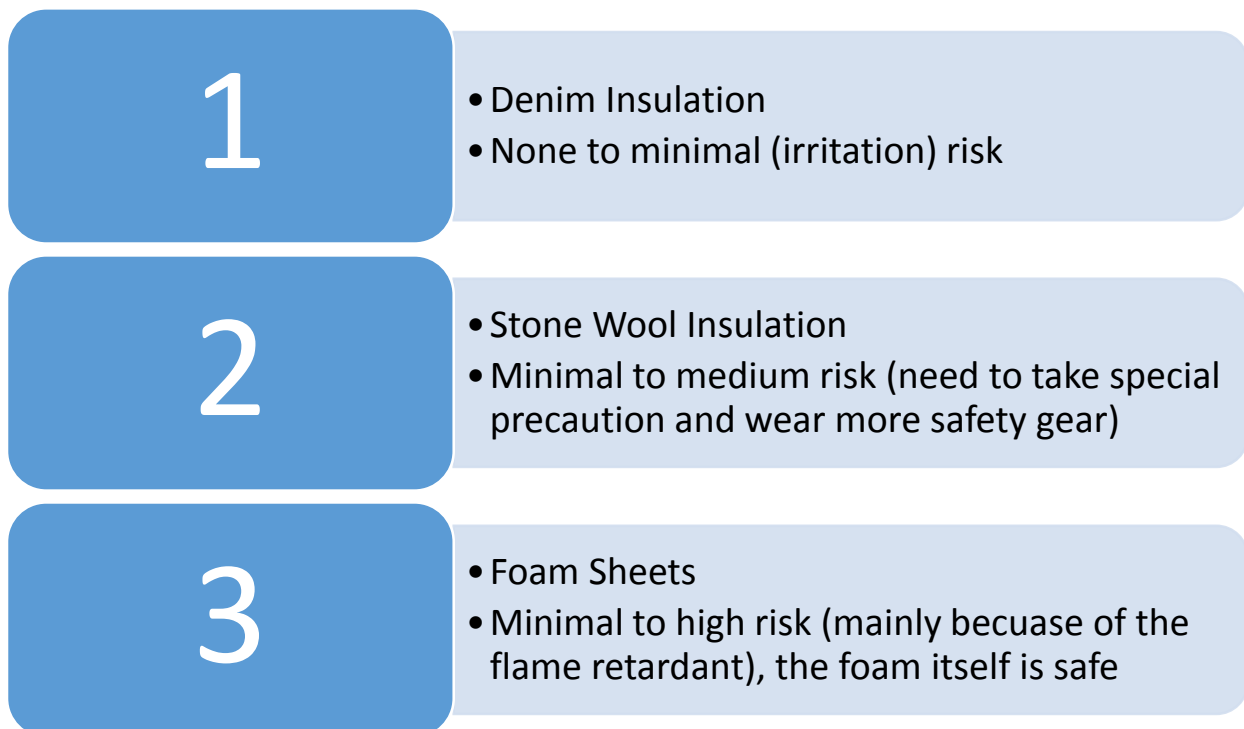 1
• Denim Insulation
• None to minimal (irritation) risk
2
• Stone Wool Insulation
• Minimal to medium risk (need to take special
precaution and wear more safety gear)
3
• Foam Sheets
• Minimal to high risk (mainly becuase of the
flame retardant), the foam itself is safe